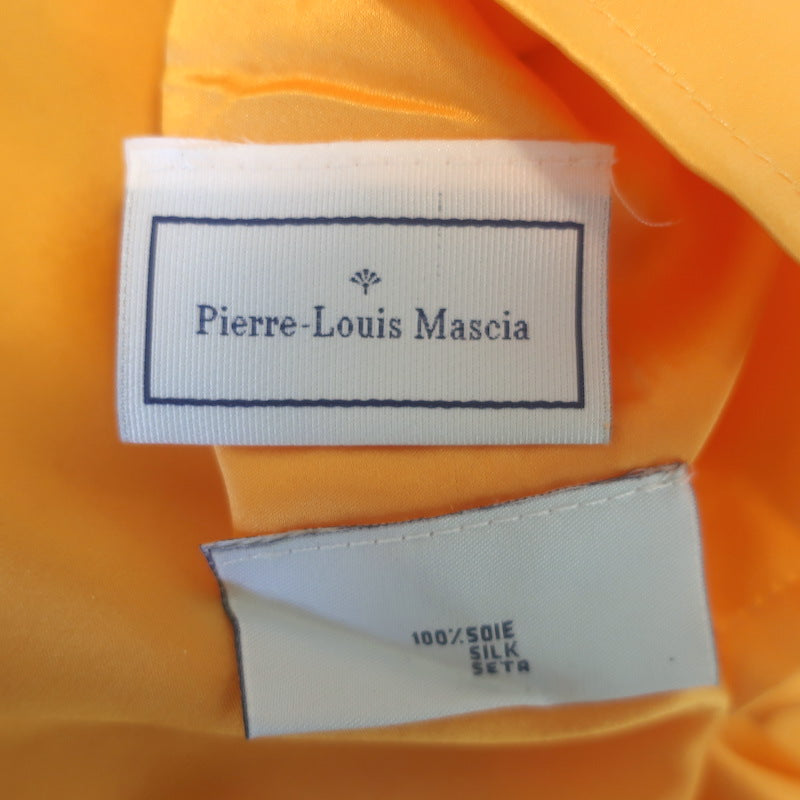 Pierre-Louis Mascia
100% SOIE
SILK
SETA